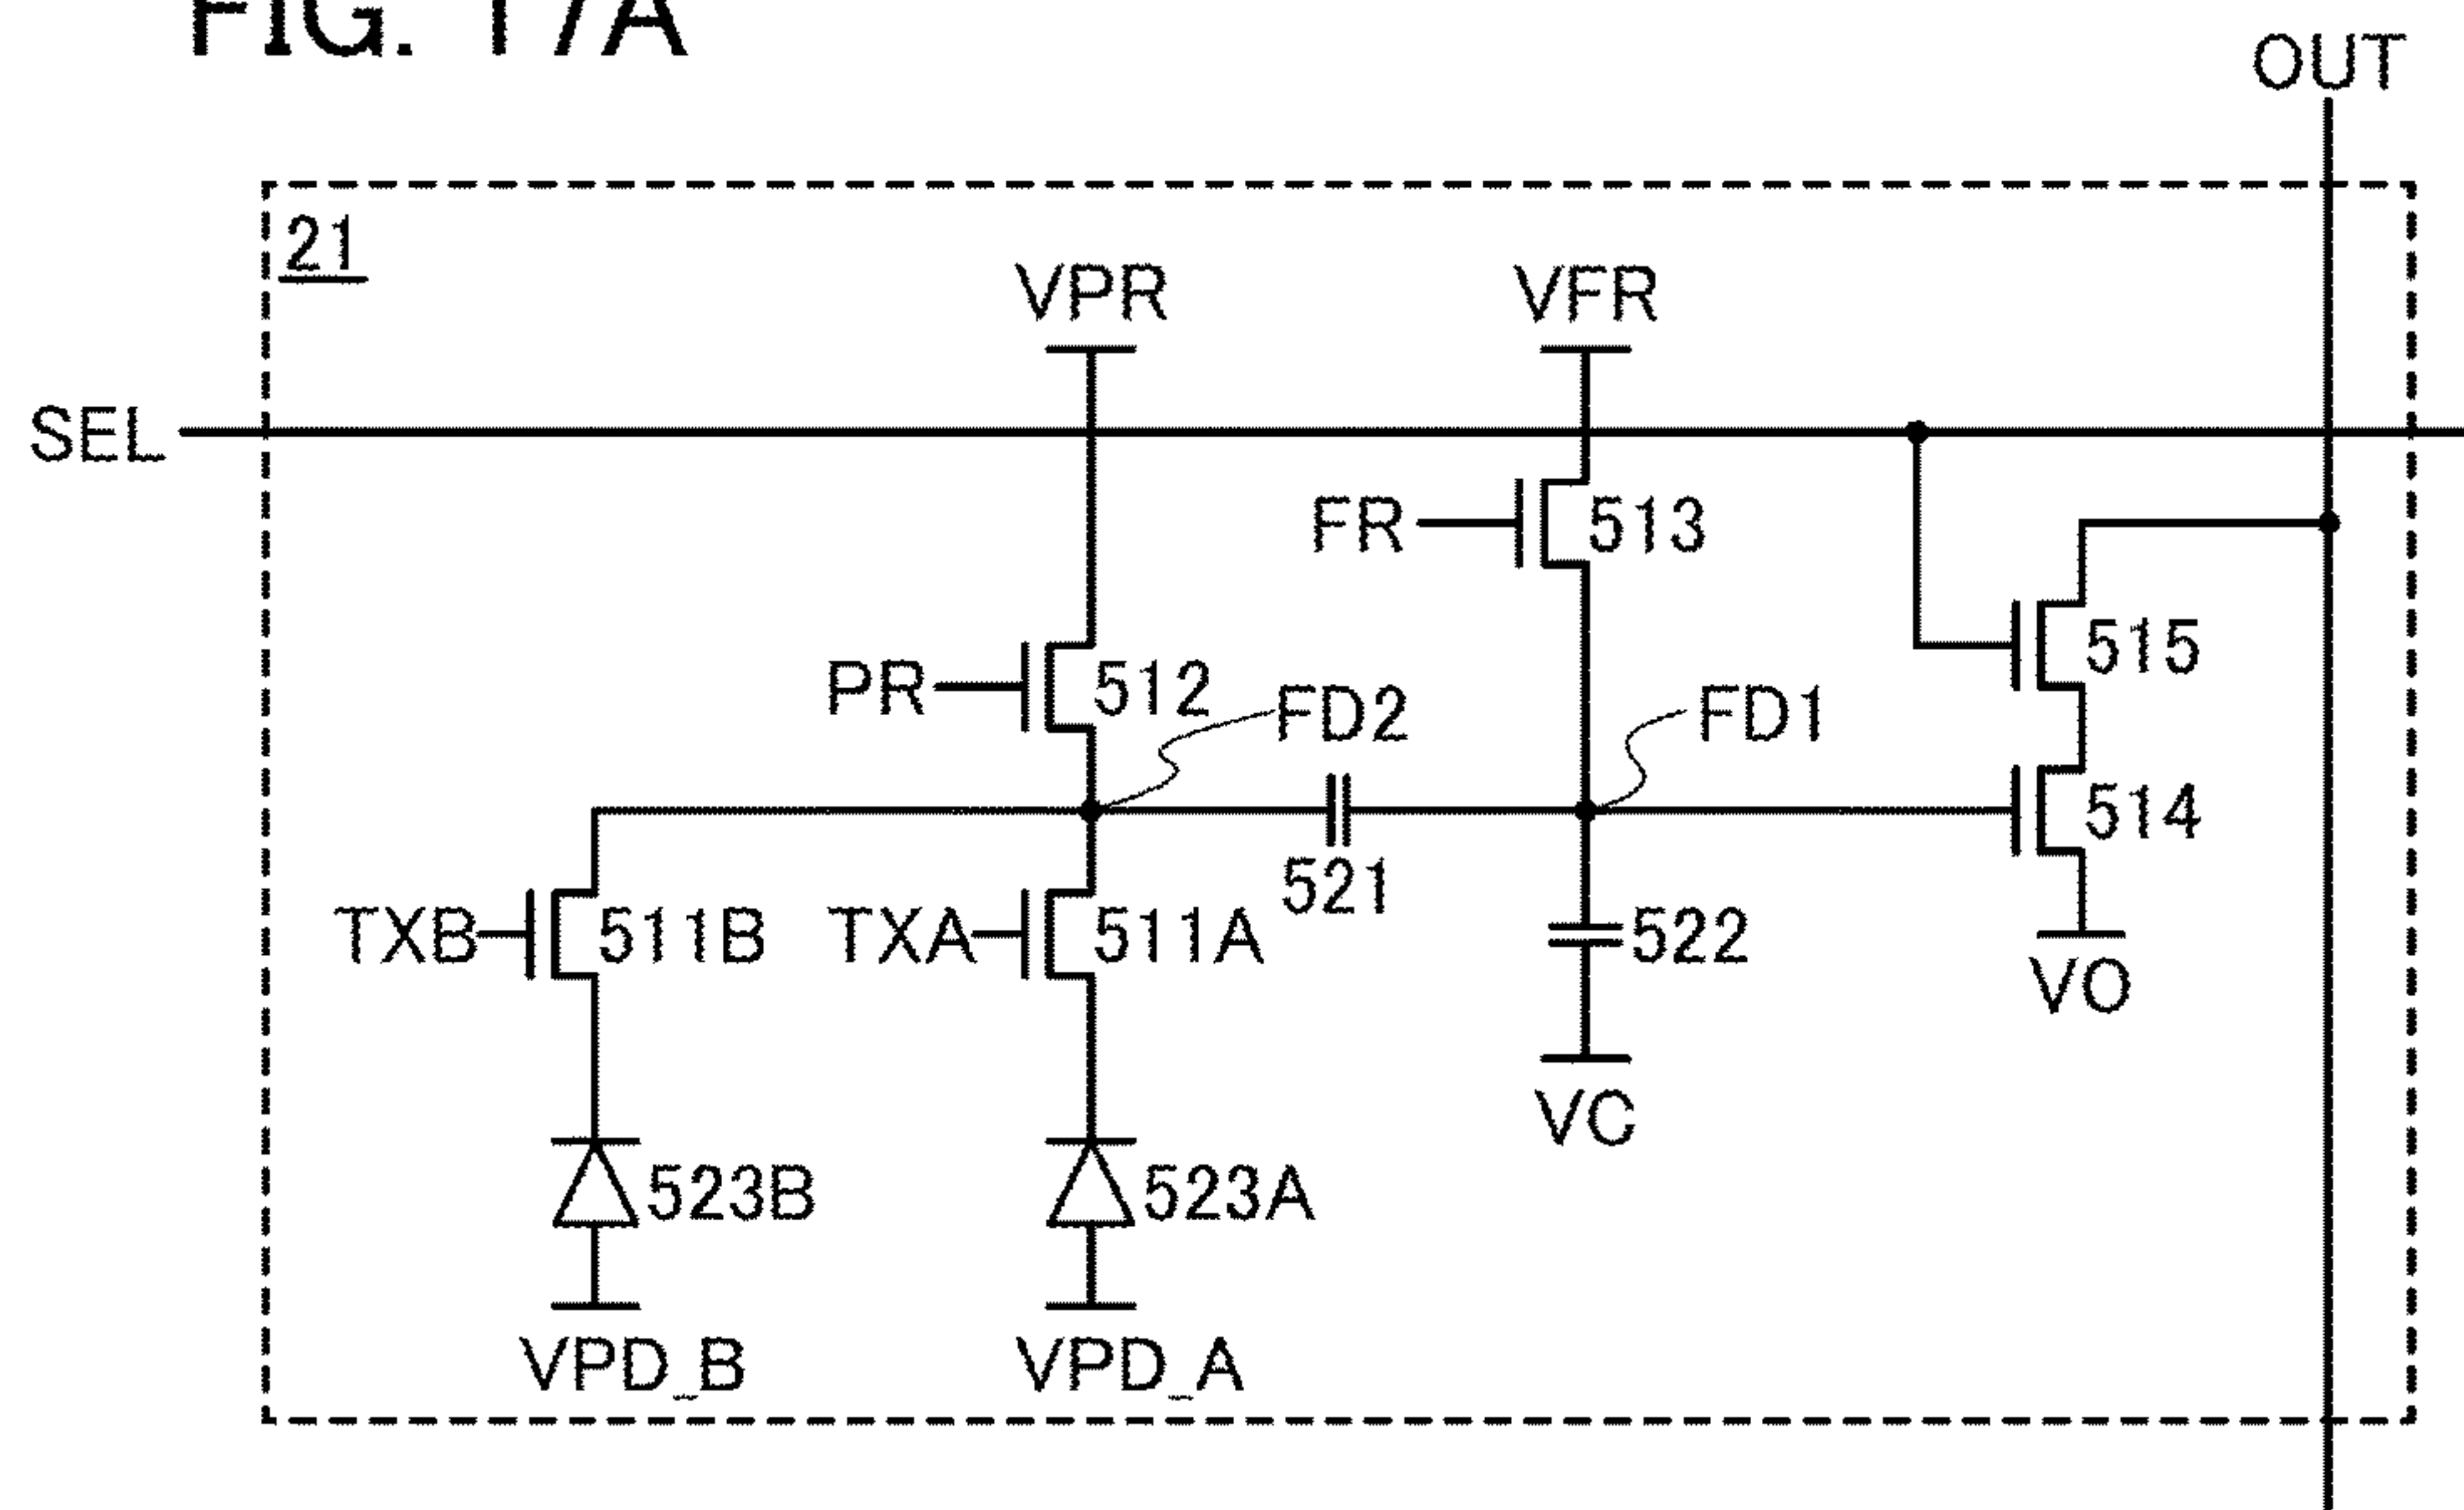 FIG. 17A
OUT
21
VPR
VFR
SEL
FR
513
515
PR
512
FD2
FD1
514
521
TXB
511B
TXA
511A
522
VO
VC
523B
523A
VPD_B
VPD_A